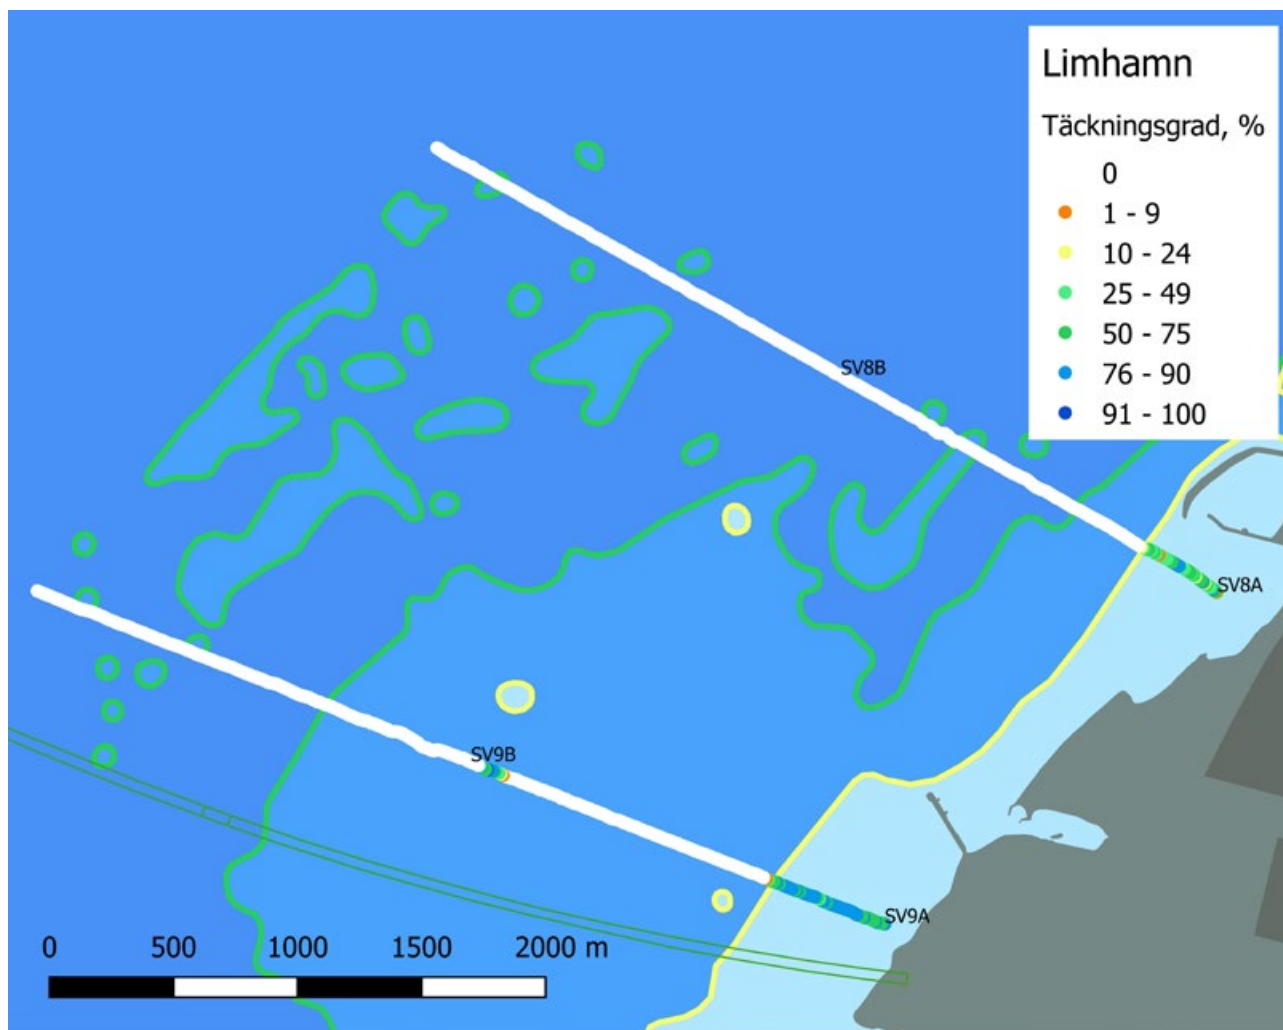 Limhamn
Täckningsgrad, %
0
1 - 9
10 - 24
25 - 49
50 - 75
76 - 90
91 - 100
SV8B
SV8A
SV9B
SV9A
0 500 1000 1500 2000 m